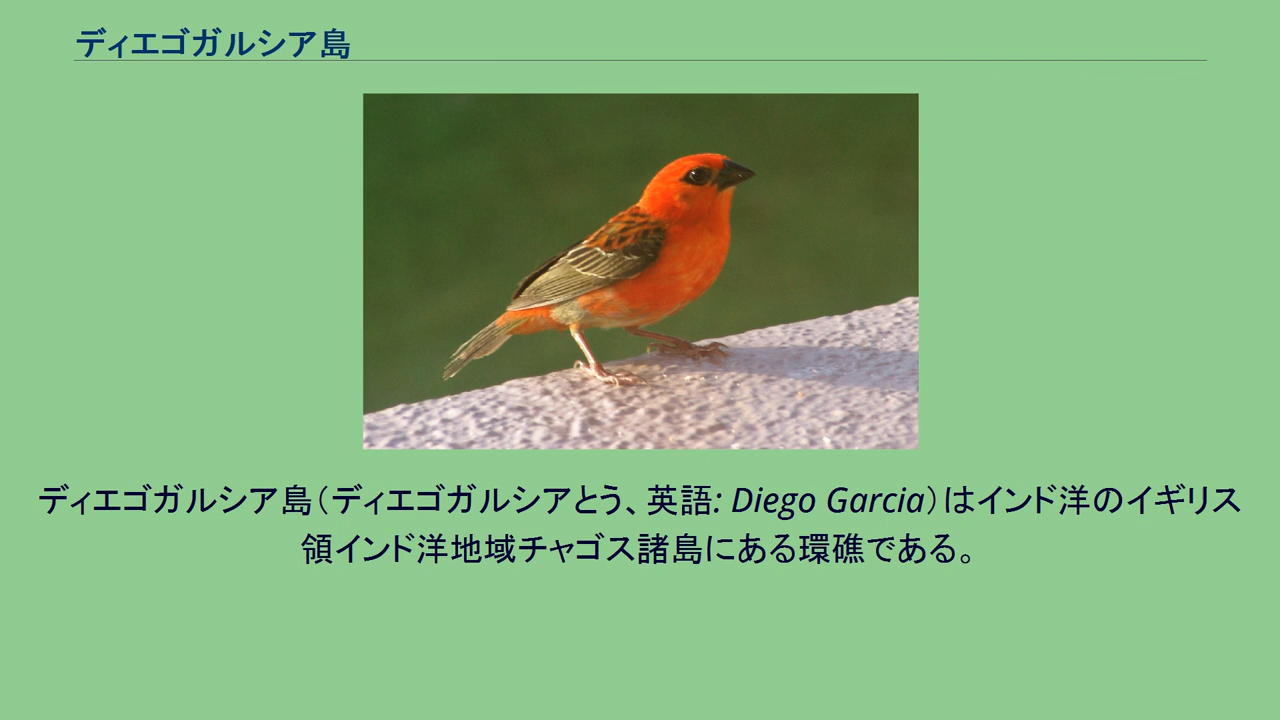 ディエゴガルシア島
ディエゴガルシア島（ディエゴガルシアとう、英語: Diego Garcia）はインド洋のイギリス
領インド洋地域チャゴス諸島にある環礁である。